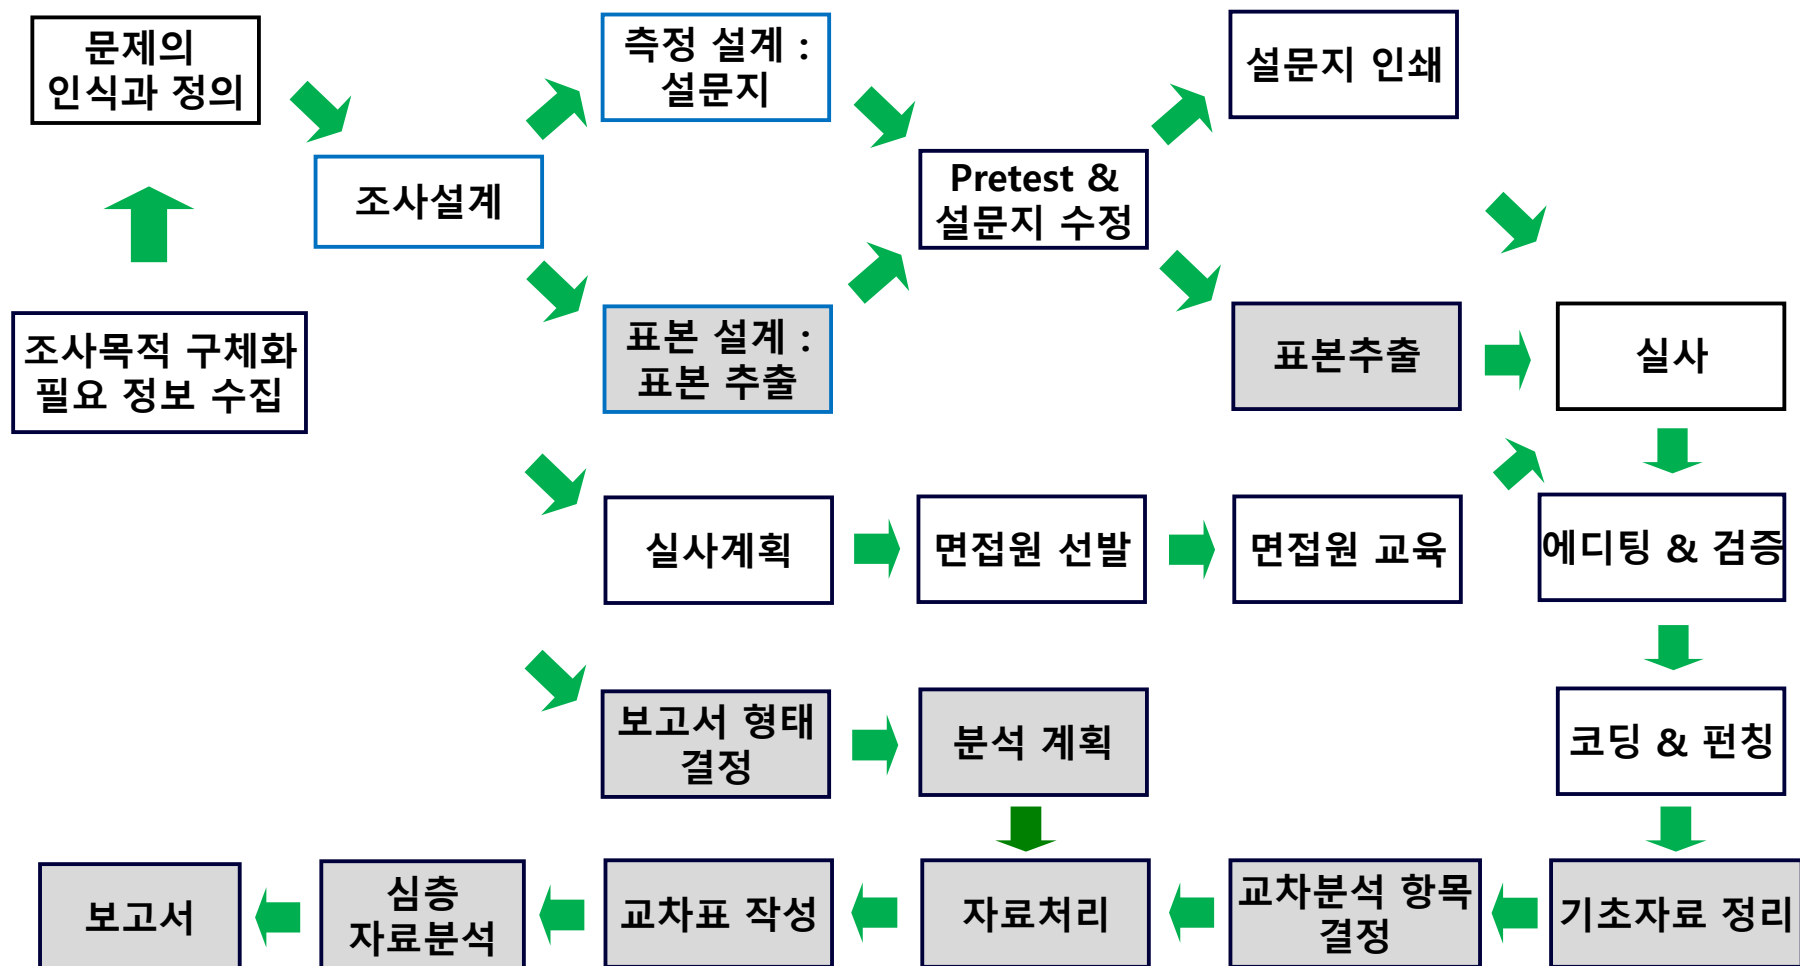 문제의
인식과 정의
측정 설계 :
설문지
설문지 인쇄
조사설계
Pretest &
설문지 수정
조사목적 구체화
필요 정보 수집
표본 설계 :
표본 추출
표본추출
실사
실사계획
면접원 선발
면접원 교육
에디팅 & 검증
보고서 형태
결정
분석 계획
코딩 & 펀칭
보고서
심층
자료분석
교차표 작성
자료처리
교차분석 항목
결정
기초자료 정리